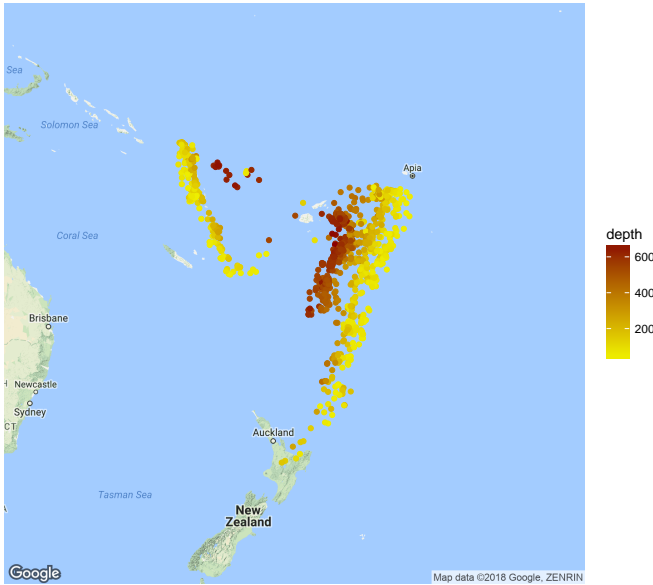 Sea
Solomon Sea
Apia
Coral Sea
depth
600
400
200
Brisbane
Newcastle
Sydney
CT
Auckland
Tasman Sea
New
Zealand
Google
Map data ©2018 Google, ZENRIN